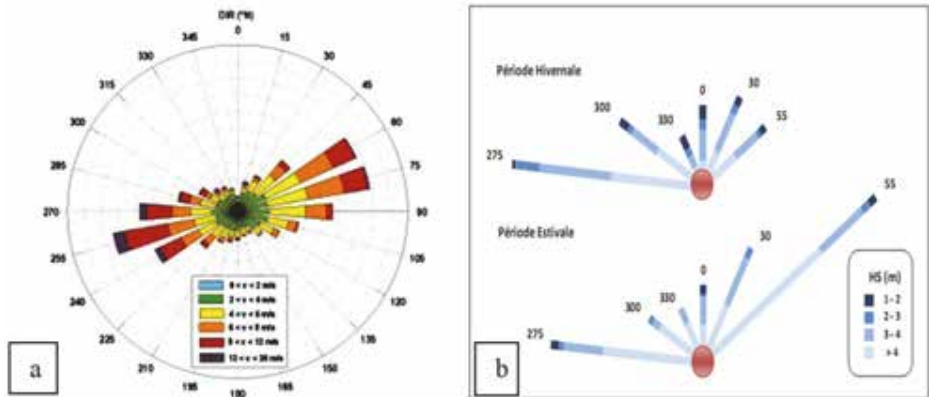 DIR (°N)
0
15
30
45
60
75
90
105
120
135
150
165
180
195
210
225
240
255
270
285
300
315
330
345
0 < v < 2 m/s
2 < v < 4 m/s
4 < v < 6 m/s
6 < v < 8 m/s
8 < v < 12 m/s
a
Période Hivernale
275
300
330
0
30
55
Période Estivale
275
300
330
0
30
55
HS (m)
1 - 2
2 - 3
3 - 4
> 4
b